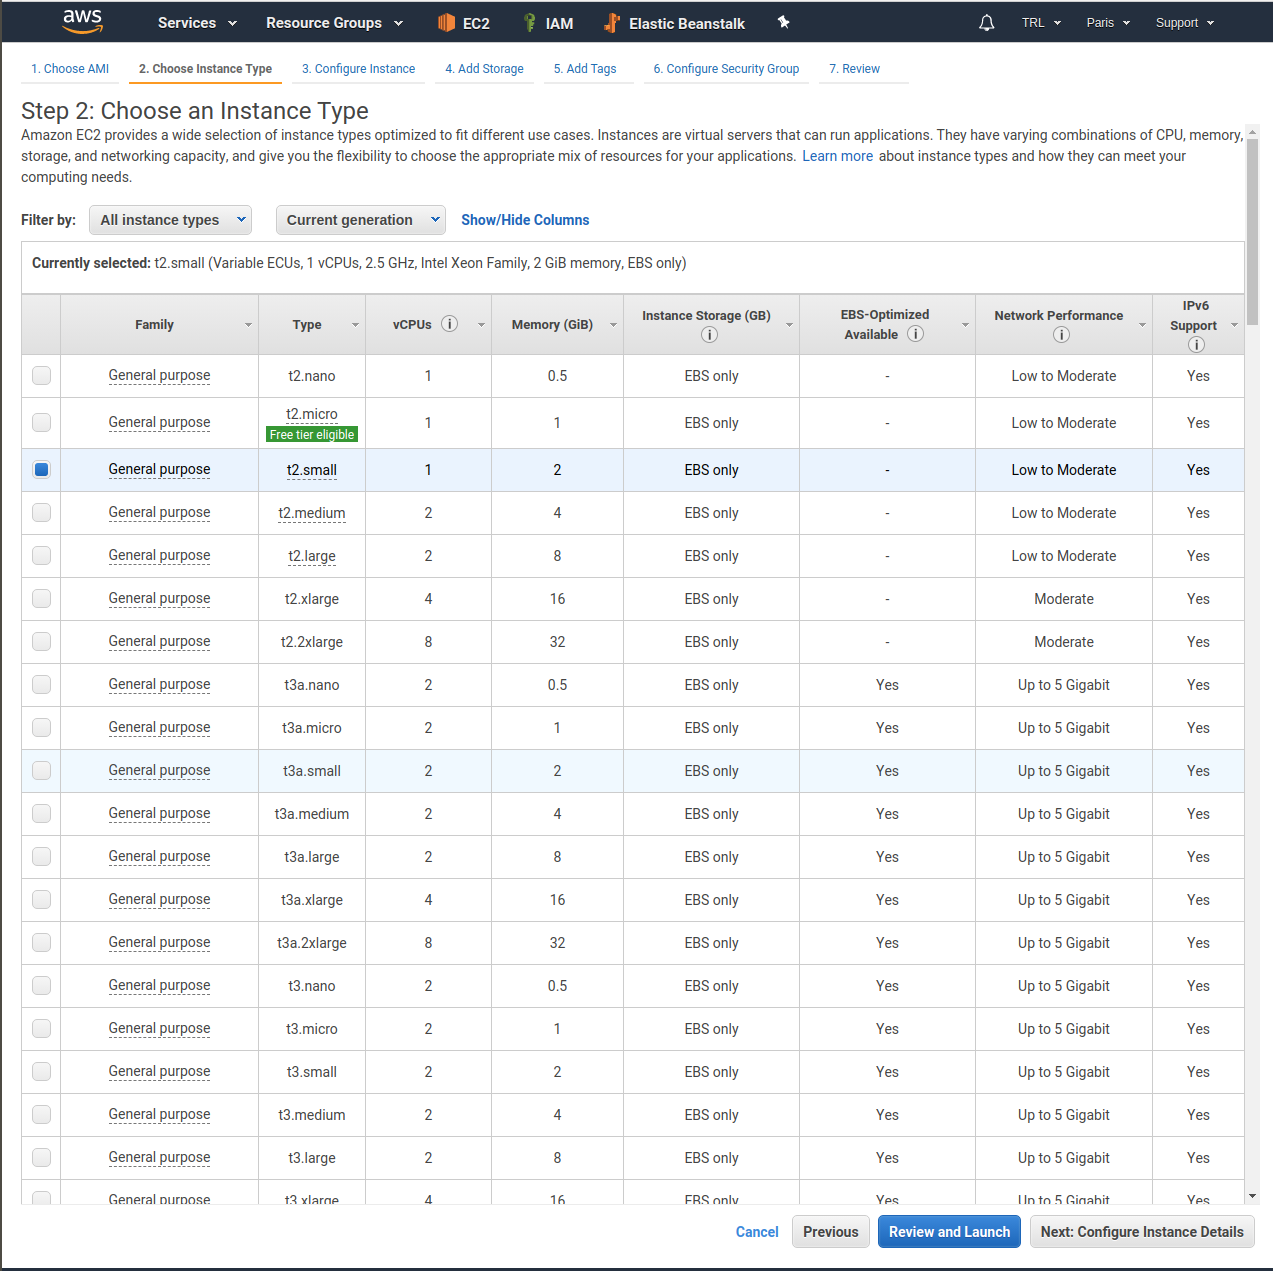 aws Services Resource Groups EC2 IAM Elastic Beanstalk TRL Paris Support
1. Choose AMI 2. Choose Instance Type 3. Configure Instance 4. Add Storage 5. Add Tags 6. Configure Security Group 7. Review
Step 2: Choose an Instance Type
Amazon EC2 provides a wide selection of instance types optimized to fit different use cases. Instances are virtual servers that can run applications. They have varying combinations of CPU, memory,
storage, and networking capacity, and give you the flexibility to choose the appropriate mix of resources for your applications. Learn more about instance types and how they can meet your
computing needs.
Filter by: All instance types Current generation Show/Hide Columns
Currently selected: t2.small (Variable ECUs, 1 vCPUs, 2.5 GHz, Intel Xeon Family, 2 GiB memory, EBS only)
Family Type vCPUs i Memory (GiB) Instance Storage (GB) i EBS-Optimized Available i Network Performance i IPv6 Support i
General purpose t2.nano 1 0.5 EBS only - Low to Moderate Yes
General purpose t2.micro Free tier eligible 1 1 EBS only - Low to Moderate Yes
General purpose t2.small 1 2 EBS only - Low to Moderate Yes
General purpose t2.medium 2 4 EBS only - Low to Moderate Yes
General purpose t2.large 2 8 EBS only - Low to Moderate Yes
General purpose t2.xlarge 4 16 EBS only - Moderate Yes
General purpose t2.2xlarge 8 32 EBS only - Moderate Yes
General purpose t3a.nano 2 0.5 EBS only Yes Up to 5 Gigabit Yes
General purpose t3a.micro 2 1 EBS only Yes Up to 5 Gigabit Yes
General purpose t3a.small 2 2 EBS only Yes Up to 5 Gigabit Yes
General purpose t3a.medium 2 4 EBS only Yes Up to 5 Gigabit Yes
General purpose t3a.large 2 8 EBS only Yes Up to 5 Gigabit Yes
General purpose t3a.xlarge 4 16 EBS only Yes Up to 5 Gigabit Yes
General purpose t3a.2xlarge 8 32 EBS only Yes Up to 5 Gigabit Yes
General purpose t3.nano 2 0.5 EBS only Yes Up to 5 Gigabit Yes
General purpose t3.micro 2 1 EBS only Yes Up to 5 Gigabit Yes
General purpose t3.small 2 2 EBS only Yes Up to 5 Gigabit Yes
General purpose t3.medium 2 4 EBS only Yes Up to 5 Gigabit Yes
General purpose t3.large 2 8 EBS only Yes Up to 5 Gigabit Yes
General purpose t3.xlarge 4 16 EBS only Yes Up to 5 Gigabit Yes
Cancel Previous Review and Launch Next: Configure Instance Details